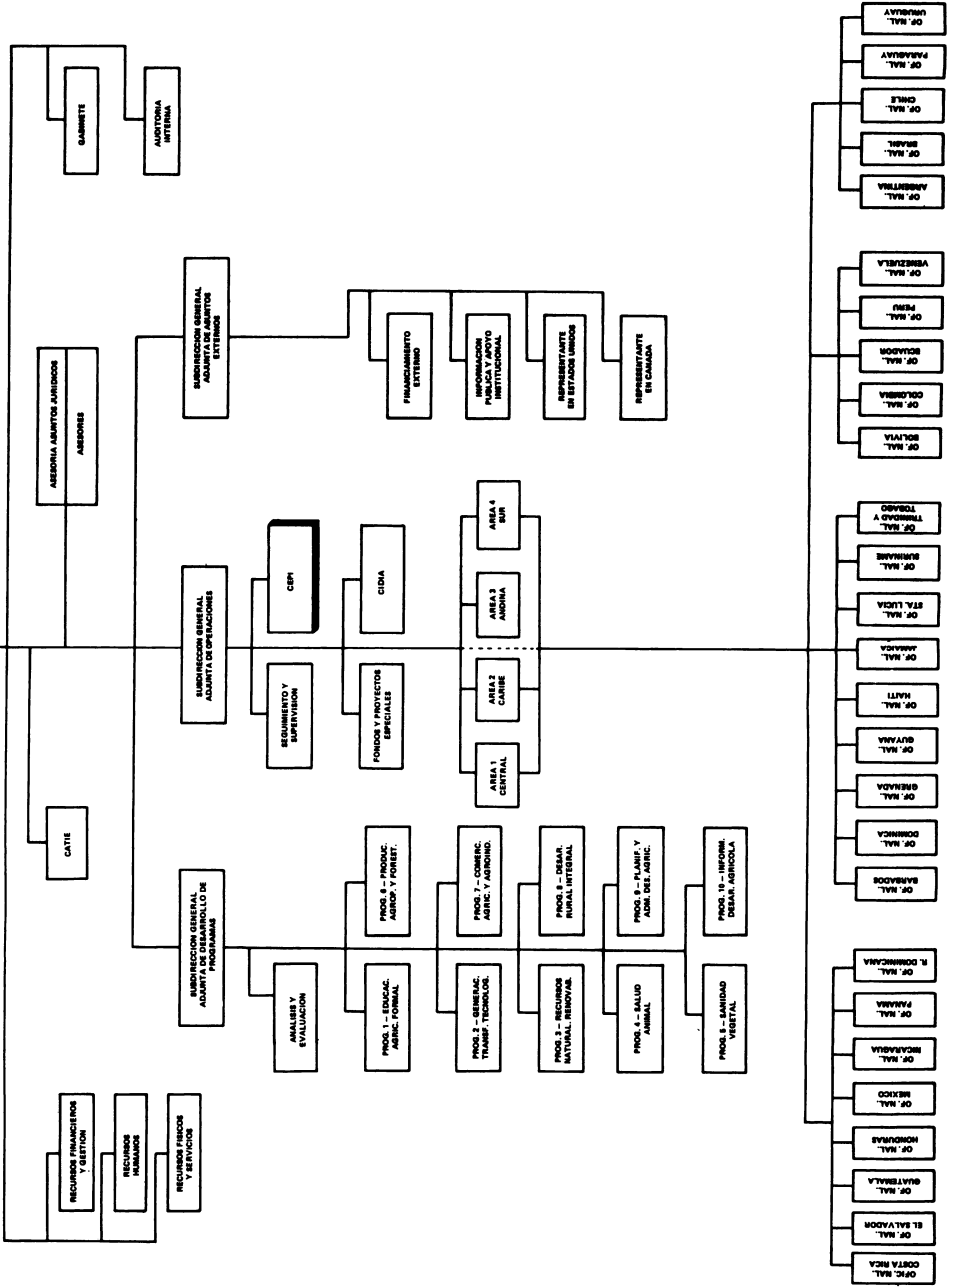 RECURSOS FINANCIEROS
Y GESTION
RECURSOS
HUMANOS
RECURSOS FISICOS
Y SERVICIOS
CATIE
ASESORIA ASUNTOS JURIDICOS
ASESORES
GABINETE
AUDITORIA
INTERNA
SUBDIRECCION GENERAL
ADJUNTA DE DESARROLLO DE
PROGRAMAS
SUBDIRECCION GENERAL
ADJUNTA DE OPERACIONES
SUBDIRECCION GENERAL
ADJUNTA DE ASUNTOS
EXTERNOS
ANALISIS Y
EVALUACION
PROG. 1 – EDUCAC.
AGRIC. FORMAL
PROG. 6 – PRODUC.
AGROP. Y FOREST.
PROG. 2 – GENERAC.
TRANSF. TECNOLOG.
PROG. 7 – COMERC.
AGRIC. Y AGROIND.
PROG. 3 – RECURSOS
NATURAL. RENOVAB.
PROG. 8 – DESAR.
RURAL INTEGRAL
PROG. 4 – SALUD
ANIMAL
PROG. 9 – PLANIF. Y
ADM. DES. AGRIC.
PROG. 5 – SANIDAD
VEGETAL
PROG. 10 – INFORM.
DESAR. AGRICOLA
SEGUIMIENTO Y
SUPERVISION
CEPI
FONDOS Y PROYECTOS
ESPECIALES
CIDIA
AREA 1
CENTRAL
AREA 2
CARIBE
AREA 3
ANDINA
AREA 4
SUR
FINANCIAMIENTO
EXTERNO
INFORMACION
PUBLICA Y APOYO
INSTITUCIONAL
REPRESENTANTE
EN ESTADOS UNIDOS
REPRESENTANTE
EN CANADA
OFIC. NAL.
COSTA RICA
OF. NAL.
EL SALVADOR
OF. NAL.
GUATEMALA
OF. NAL.
HONDURAS
OF. NAL.
MEXICO
OF. NAL.
NICARAGUA
OF. NAL.
PANAMA
OF. NAL.
R. DOMINICANA
OF. NAL.
BARBADOS
OF. NAL.
DOMINICA
OF. NAL.
GRENADA
OF. NAL.
GUYANA
OF. NAL.
HAITI
OF. NAL.
JAMAICA
OF. NAL.
STA. LUCIA
OF. NAL.
SURINAME
OF. NAL.
TRINIDAD Y
TOBAGO
OF. NAL.
BOLIVIA
OF. NAL.
COLOMBIA
OF. NAL.
ECUADOR
OF. NAL.
PERU
OF. NAL.
VENEZUELA
OF. NAL.
ARGENTINA
OF. NAL.
BRASIL
OF. NAL.
CHILE
OF. NAL.
PARAGUAY
OF. NAL.
URUGUAY